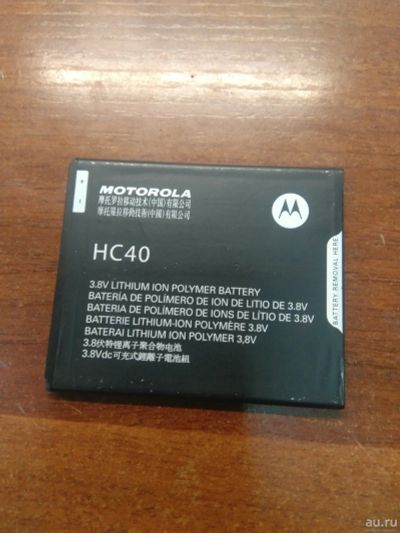 MOTOROLA
摩托罗拉移动技术(中国)有限公司
摩托羅拉移動技術(中國)有限公司
HC40
3.8V LITHIUM ION POLYMER BATTERY
BATERÍA DE POLÍMERO DE ION DE LITIO DE 3.8V
BATERIA DE POLÍMERO DE IONS DE LÍTIO DE 3.8V
BATTERIE LITHIUM-ION POLYMÈRE 3.8V
BATERAI LITHIUM ION POLYMER 3,8V
3.8伏特锂离子聚合物电池
3.8Vdc可充式鋰離子電池組
BATTERY REMOVAL HERE
au.ru